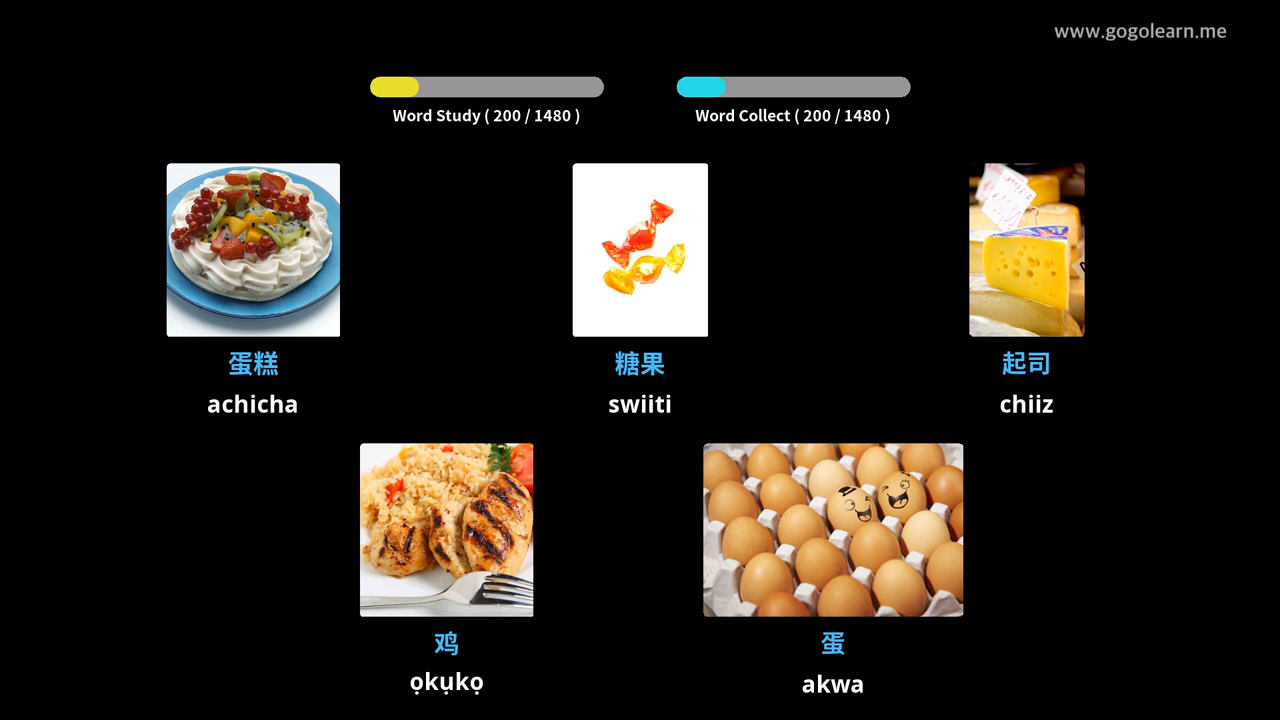 www.gogolearn.me
Word Study ( 200 / 1480 )
Word Collect ( 200 / 1480 )
蛋糕
achicha
糖果
swiiti
起司
chiiz
鸡
ọkụkọ
蛋
akwa